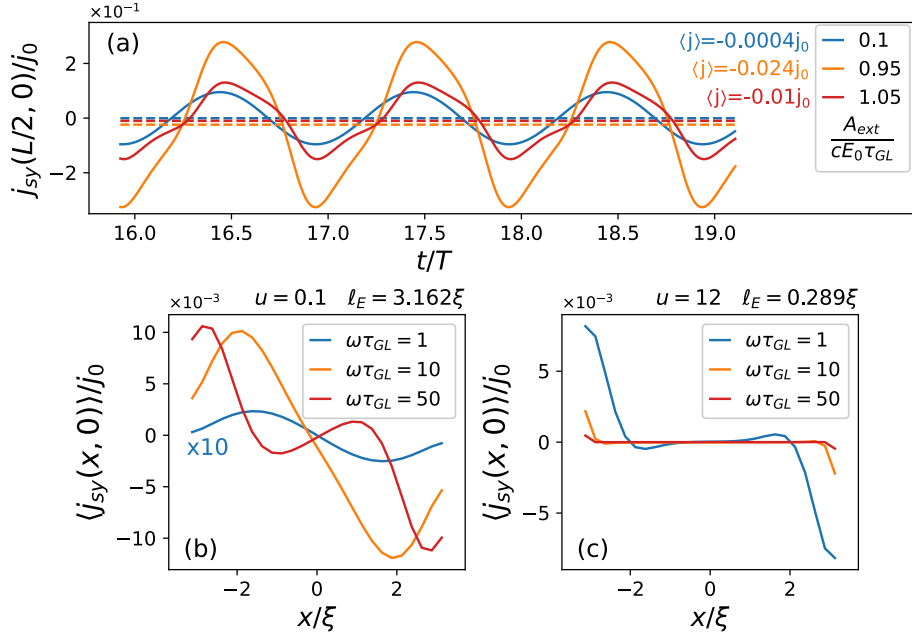 ×10⁻¹
(a)
⟨j⟩=-0.0004j₀
⟨j⟩=-0.024j₀
⟨j⟩=-0.01j₀
0.1
0.95
1.05
A_ext
cE₀τ_GL
j_sy(L/2, 0)/j₀
2
0
−2
16.0 16.5 17.0 17.5 18.0 18.5 19.0
t/T
×10⁻³ u = 0.1 ℓ_E = 3.162ξ
ωτ_GL = 1
ωτ_GL = 10
ωτ_GL = 50
⟨j_sy(x, 0)⟩/j₀
10
5
0
−5
−10
x10
(b)
−2 0 2
x/ξ
×10⁻³ u = 12 ℓ_E = 0.289ξ
ωτ_GL = 1
ωτ_GL = 10
ωτ_GL = 50
⟨j_sy(x, 0)⟩/j₀
5
0
−5
(c)
−2 0 2
x/ξ